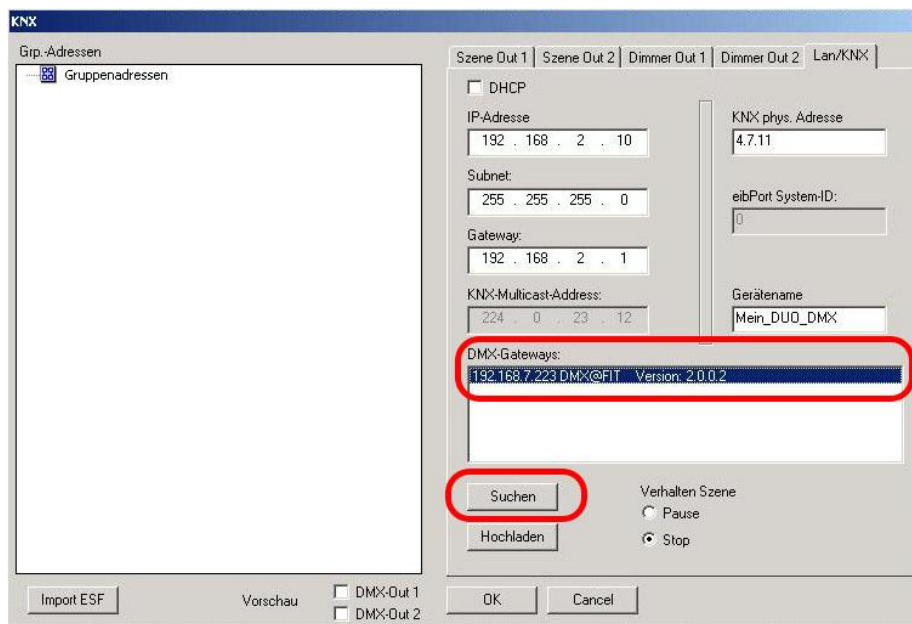 KNX
Grp.-Adressen
Gruppenadressen
Szene Out 1
Szene Out 2
Dimmer Out 1
Dimmer Out 2
Lan/KNX
DHCP
IP-Adresse
192 . 168 . 2 . 10
KNX phys. Adresse
4.7.11
Subnet:
255 . 255 . 255 . 0
eibPort System-ID:
0
Gateway:
192 . 168 . 2 . 1
KNX-Multicast-Address:
224 . 0 . 23 . 12
Gerätename
Mein_DUO_DMX
DMX-Gateways:
192.168.7.223 DMX@FIT Version: 2.0.0.2
Suchen
Hochladen
Verhalten Szene
Pause
Stop
Import ESF
Vorschau
DMX-Out 1
DMX-Out 2
OK
Cancel